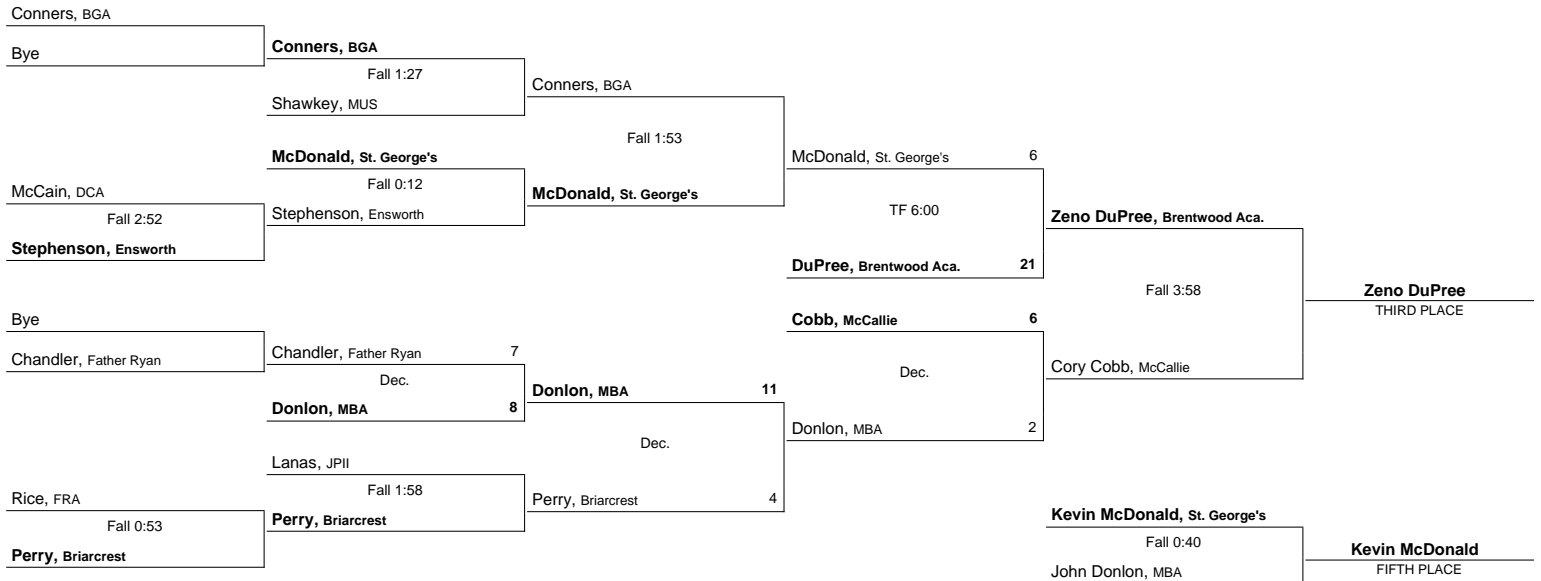 Conners, BGA
Bye
McCain, DCA
Fall 2:52
Stephenson, Ensworth
Bye
Chandler, Father Ryan
Rice, FRA
Fall 0:53
Perry, Briarcrest
Conners, BGA
Fall 1:27
Shawkey, MUS
McDonald, St. George's
Fall 0:12
Stephenson, Ensworth
Chandler, Father Ryan 7
Dec.
Donlon, MBA 8
Lanas, JPII
Fall 1:58
Perry, Briarcrest
Conners, BGA
Fall 1:53
McDonald, St. George's
Donlon, MBA 11
Dec.
Perry, Briarcrest 4
McDonald, St. George's 6
TF 6:00
DuPree, Brentwood Aca. 21
Cobb, McCallie 6
Dec.
Donlon, MBA 2
Zeno DuPree, Brentwood Aca.
Fall 3:58
Cory Cobb, McCallie
Kevin McDonald, St. George's
Fall 0:40
John Donlon, MBA
Zeno DuPree
THIRD PLACE
Kevin McDonald
FIFTH PLACE